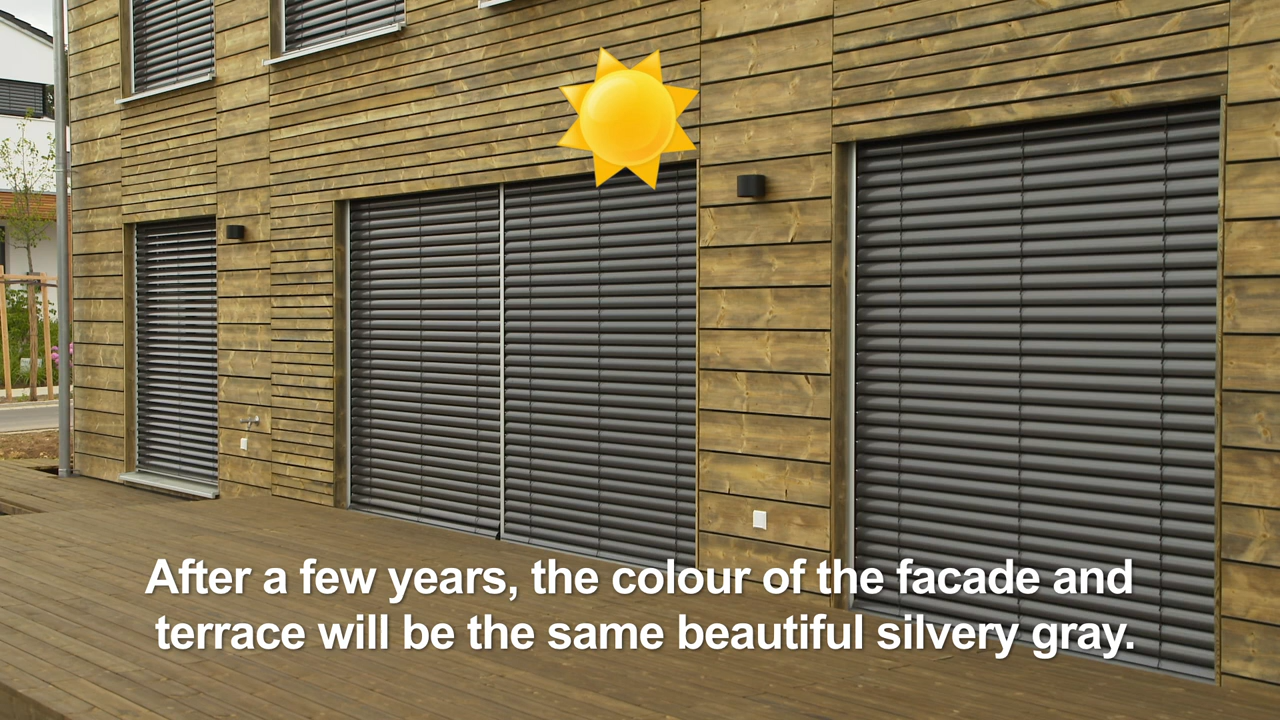 After a few years, the colour of the facade and
terrace will be the same beautiful silvery gray.